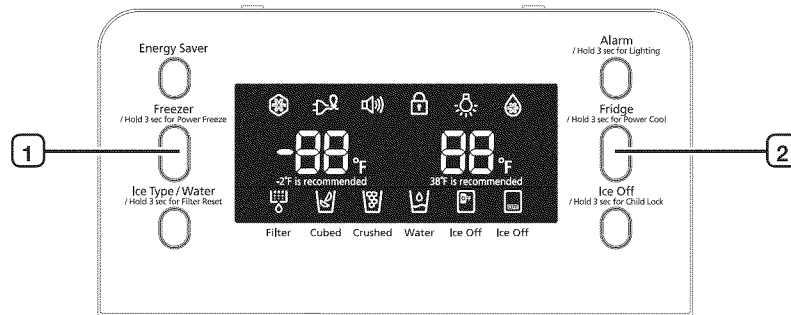 Energy Saver
Alarm
/ Hold 3 sec for Lighting
Freezer
/ Hold 3 sec for Power Freeze
Fridge
/ Hold 3 sec for Power Cool
1
2
-88°F
88°F
-2°F is recommended
38°F is recommended
Ice Type / Water
/ Hold 3 sec for Filter Reset
Ice Off
/ Hold 3 sec for Child Lock
OFF
Filter Cubed Crushed Water Ice Off Ice Off